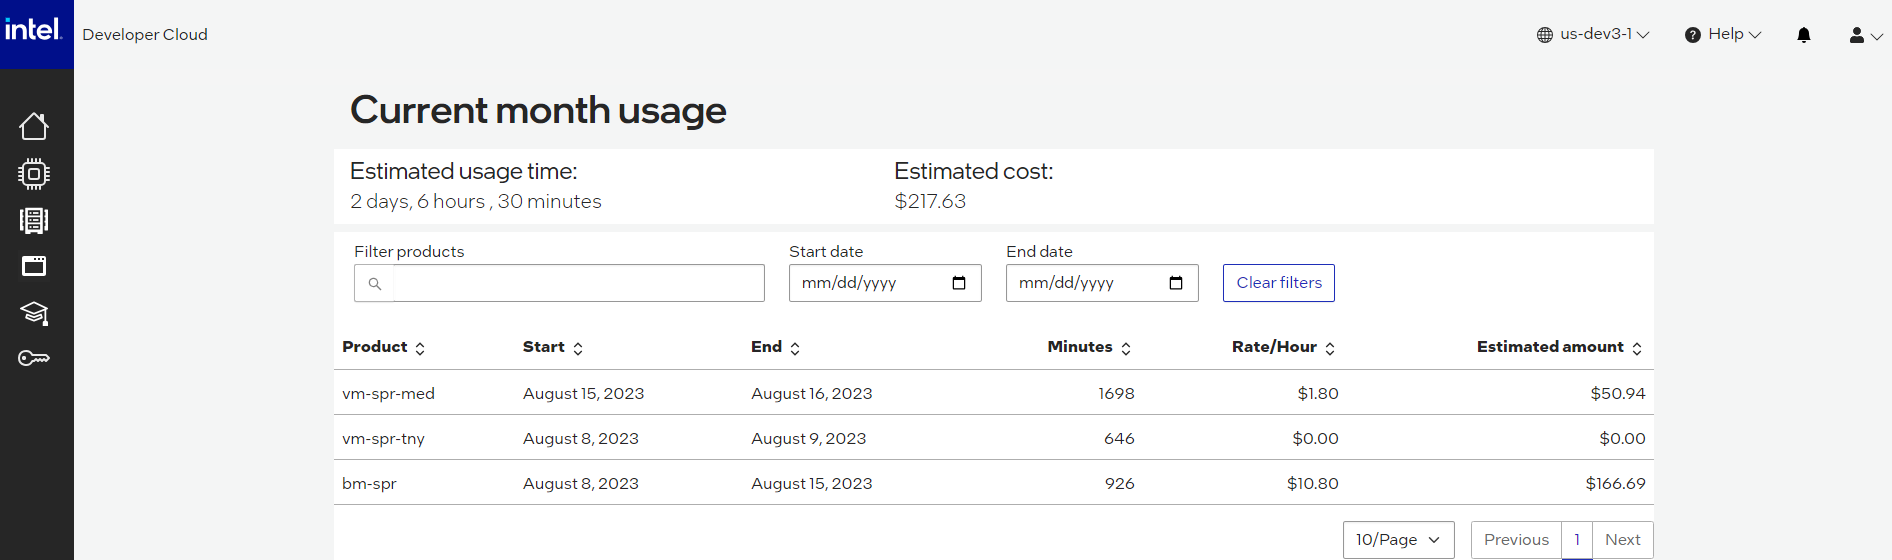 intel. Developer Cloud us-dev3-1 Help
Current month usage
Estimated usage time: Estimated cost:
2 days, 6 hours , 30 minutes $217.63
Filter products Start date End date
mm/dd/yyyy mm/dd/yyyy Clear filters
Product Start End Minutes Rate/Hour Estimated amount
vm-spr-med August 15, 2023 August 16, 2023 1698 $1.80 $50.94
vm-spr-tny August 8, 2023 August 9, 2023 646 $0.00 $0.00
bm-spr August 8, 2023 August 15, 2023 926 $10.80 $166.69
10/Page Previous 1 Next